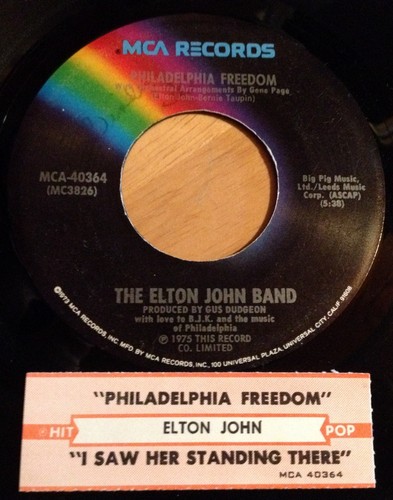 MCA RECORDS
PHILADELPHIA FREEDOM
Orchestral Arrangements By Gene Page
(Elton John-Bernie Taupin)
MCA-40364
(MC3826)
Big Pig Music,
Ltd./Leeds Music
Corp. (ASCAP)
(5:38)
THE ELTON JOHN BAND
PRODUCED BY GUS DUDGEON
with love to B.J.K. and the music
of Philadelphia
℗ 1975 THIS RECORD
CO. LIMITED
©1973 MCA RECORDS, INC. MFD BY MCA RECORDS, INC., 100 UNIVERSAL PLAZA, UNIVERSAL CITY, CALIF.
"PHILADELPHIA FREEDOM"
HIT ELTON JOHN POP
"I SAW HER STANDING THERE"
MCA 40364